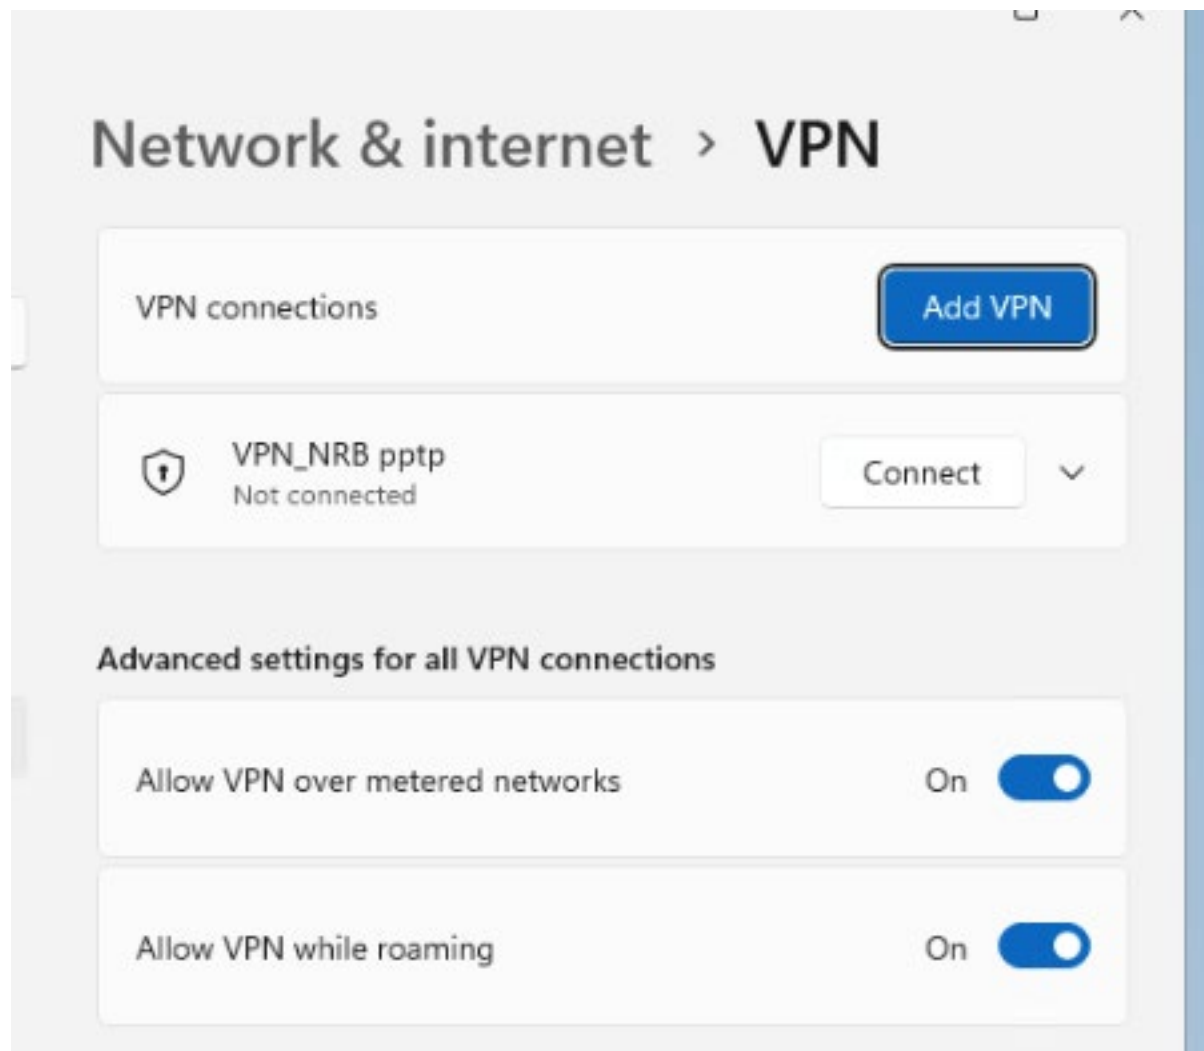 Network & internet > VPN
VPN connections
Add VPN
VPN_NRB pptp
Not connected
Connect
Advanced settings for all VPN connections
Allow VPN over metered networks
On
Allow VPN while roaming
On